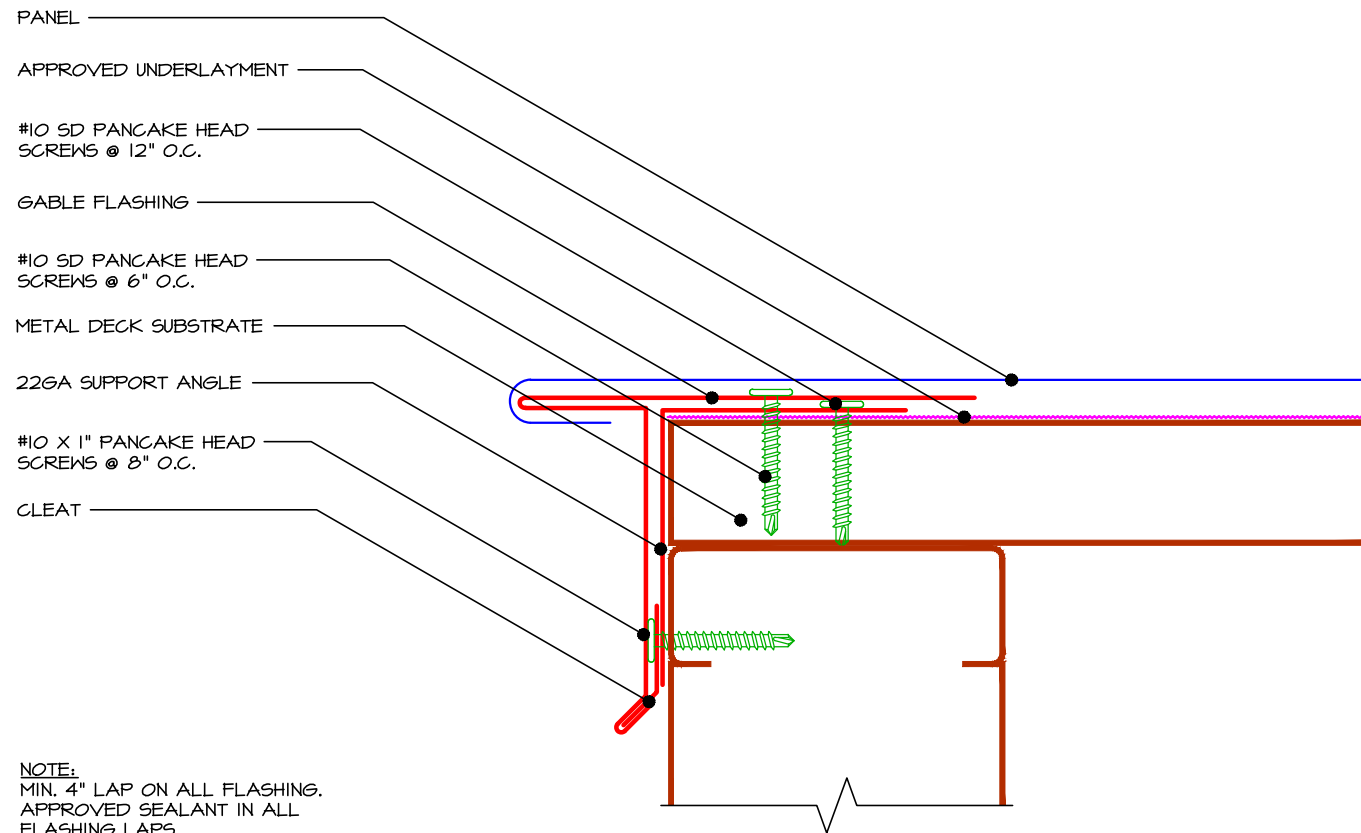 PANEL
APPROVED UNDERLAYMENT
#10 SD PANCAKE HEAD
SCREWS @ 12" O.C.
GABLE FLASHING
#10 SD PANCAKE HEAD
SCREWS @ 6" O.C.
METAL DECK SUBSTRATE
22GA SUPPORT ANGLE
#10 X 1" PANCAKE HEAD
SCREWS @ 8" O.C.
CLEAT
NOTE:
MIN. 4" LAP ON ALL FLASHING.
APPROVED SEALANT IN ALL
FLASHING LAPS